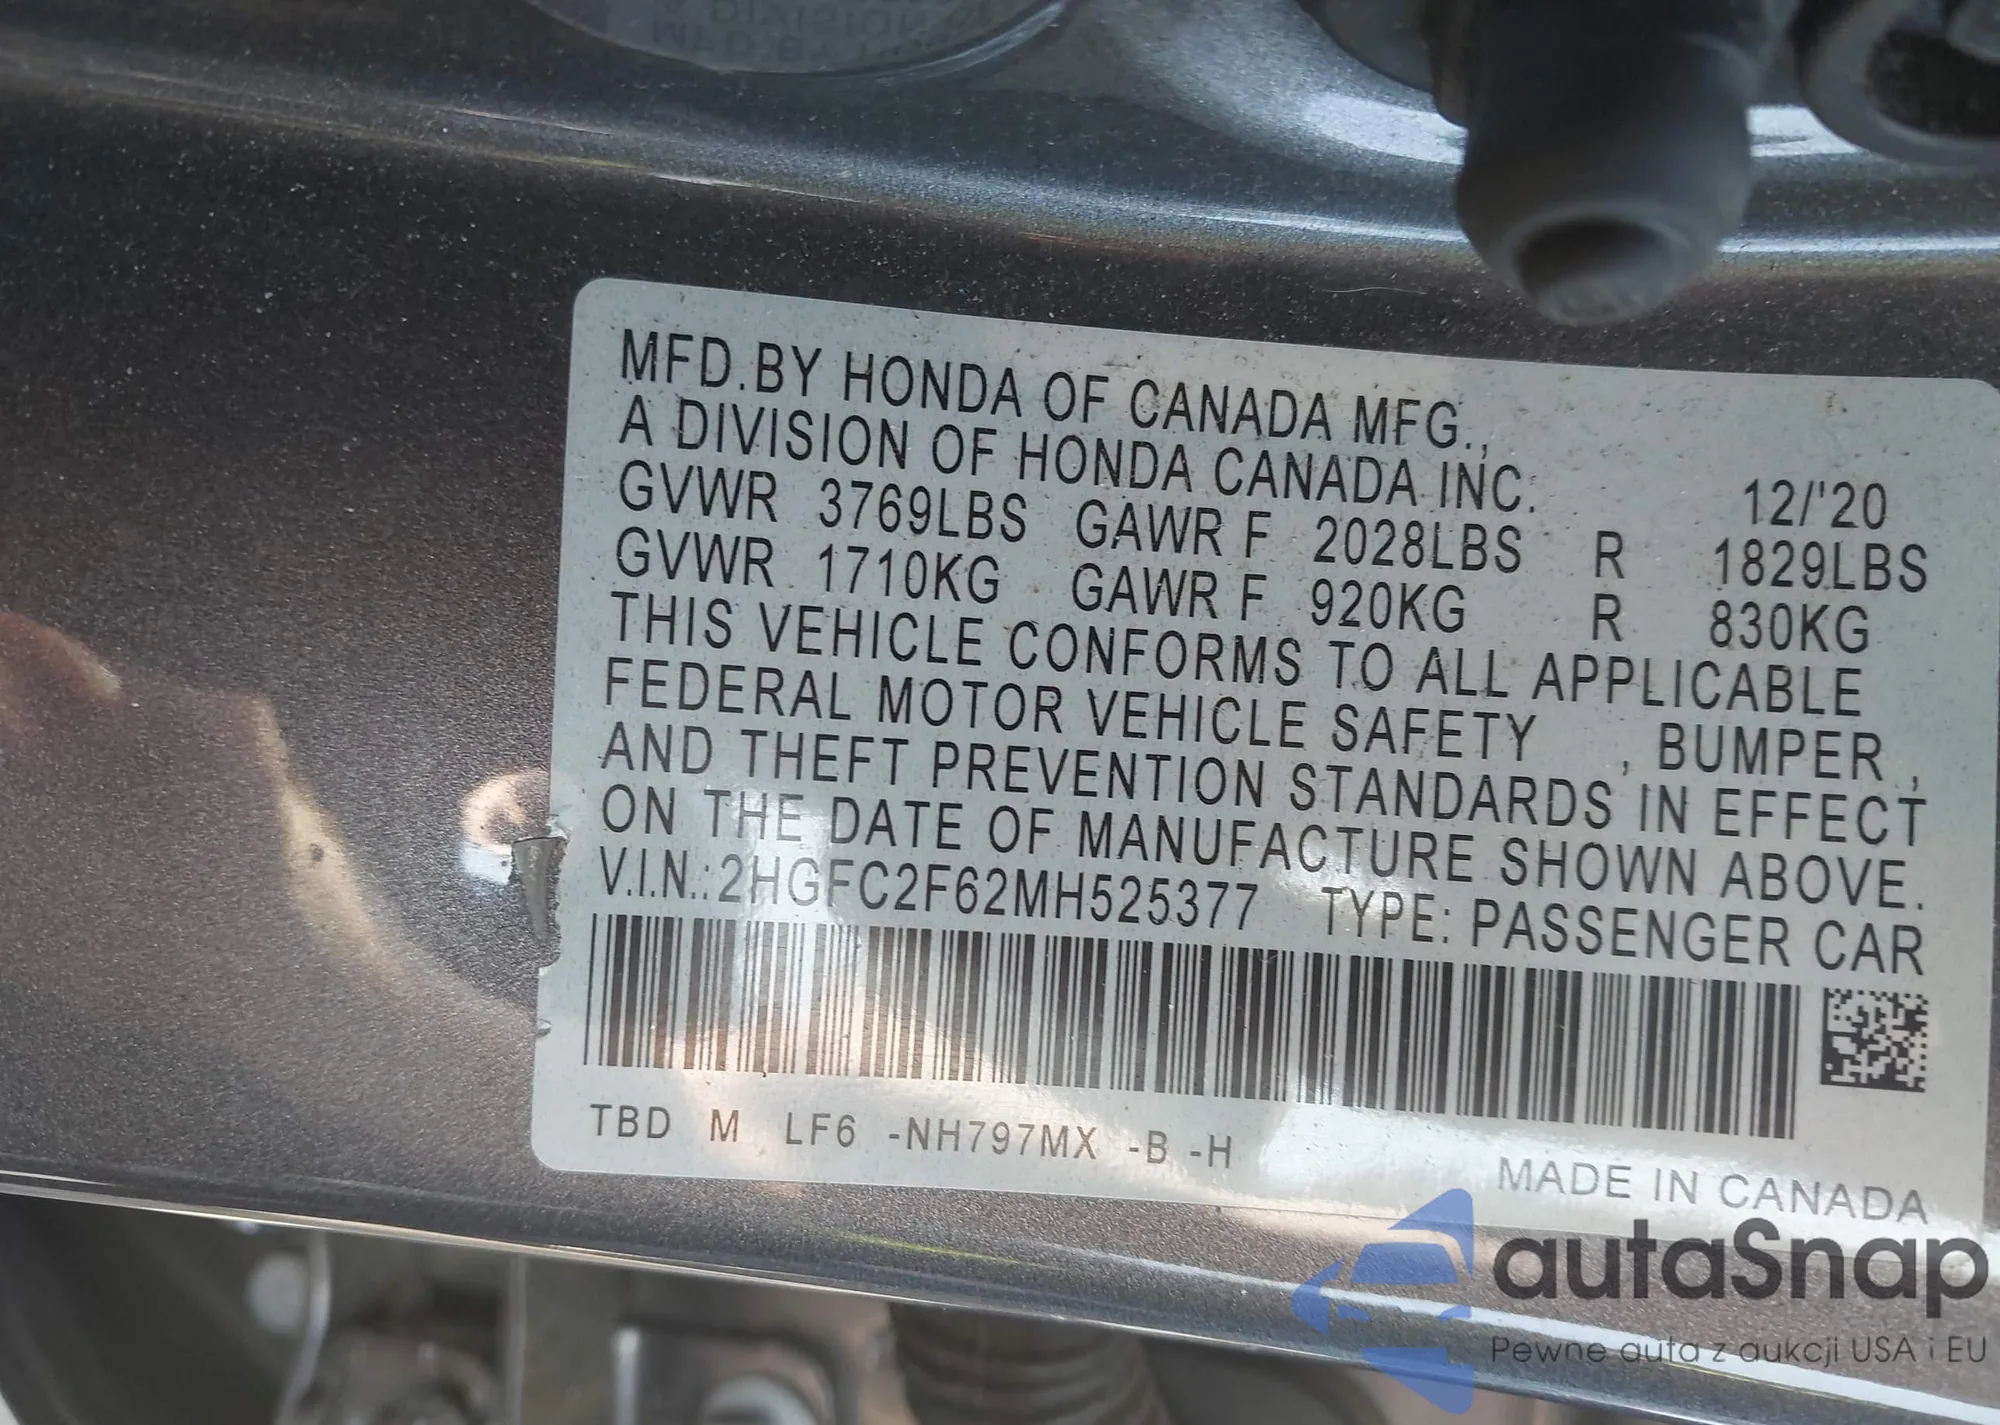 MFD.BY HONDA OF CANADA MFG.,
A DIVISION OF HONDA CANADA INC. 12/'20
GVWR 3769LBS GAWR F 2028LBS R 1829LBS
GVWR 1710KG GAWR F 920KG R 830KG
THIS VEHICLE CONFORMS TO ALL APPLICABLE
FEDERAL MOTOR VEHICLE SAFETY , BUMPER ,
AND THEFT PREVENTION STANDARDS IN EFFECT
ON THE DATE OF MANUFACTURE SHOWN ABOVE.
V.I.N.:2HGFC2F62MH525377 TYPE: PASSENGER CAR
TBD M LF6 -NH797MX -B -H
MADE IN CANADA
autaSnap
Pewne auta z aukcji USA i EU